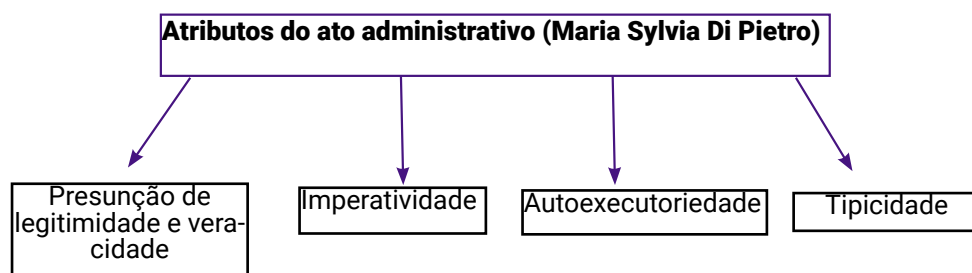 Atributos do ato administrativo (Maria Sylvia Di Pietro)
Presunção de
legitimidade e vera-
cidade
Imperatividade
Autoexecutoriedade
Tipicidade